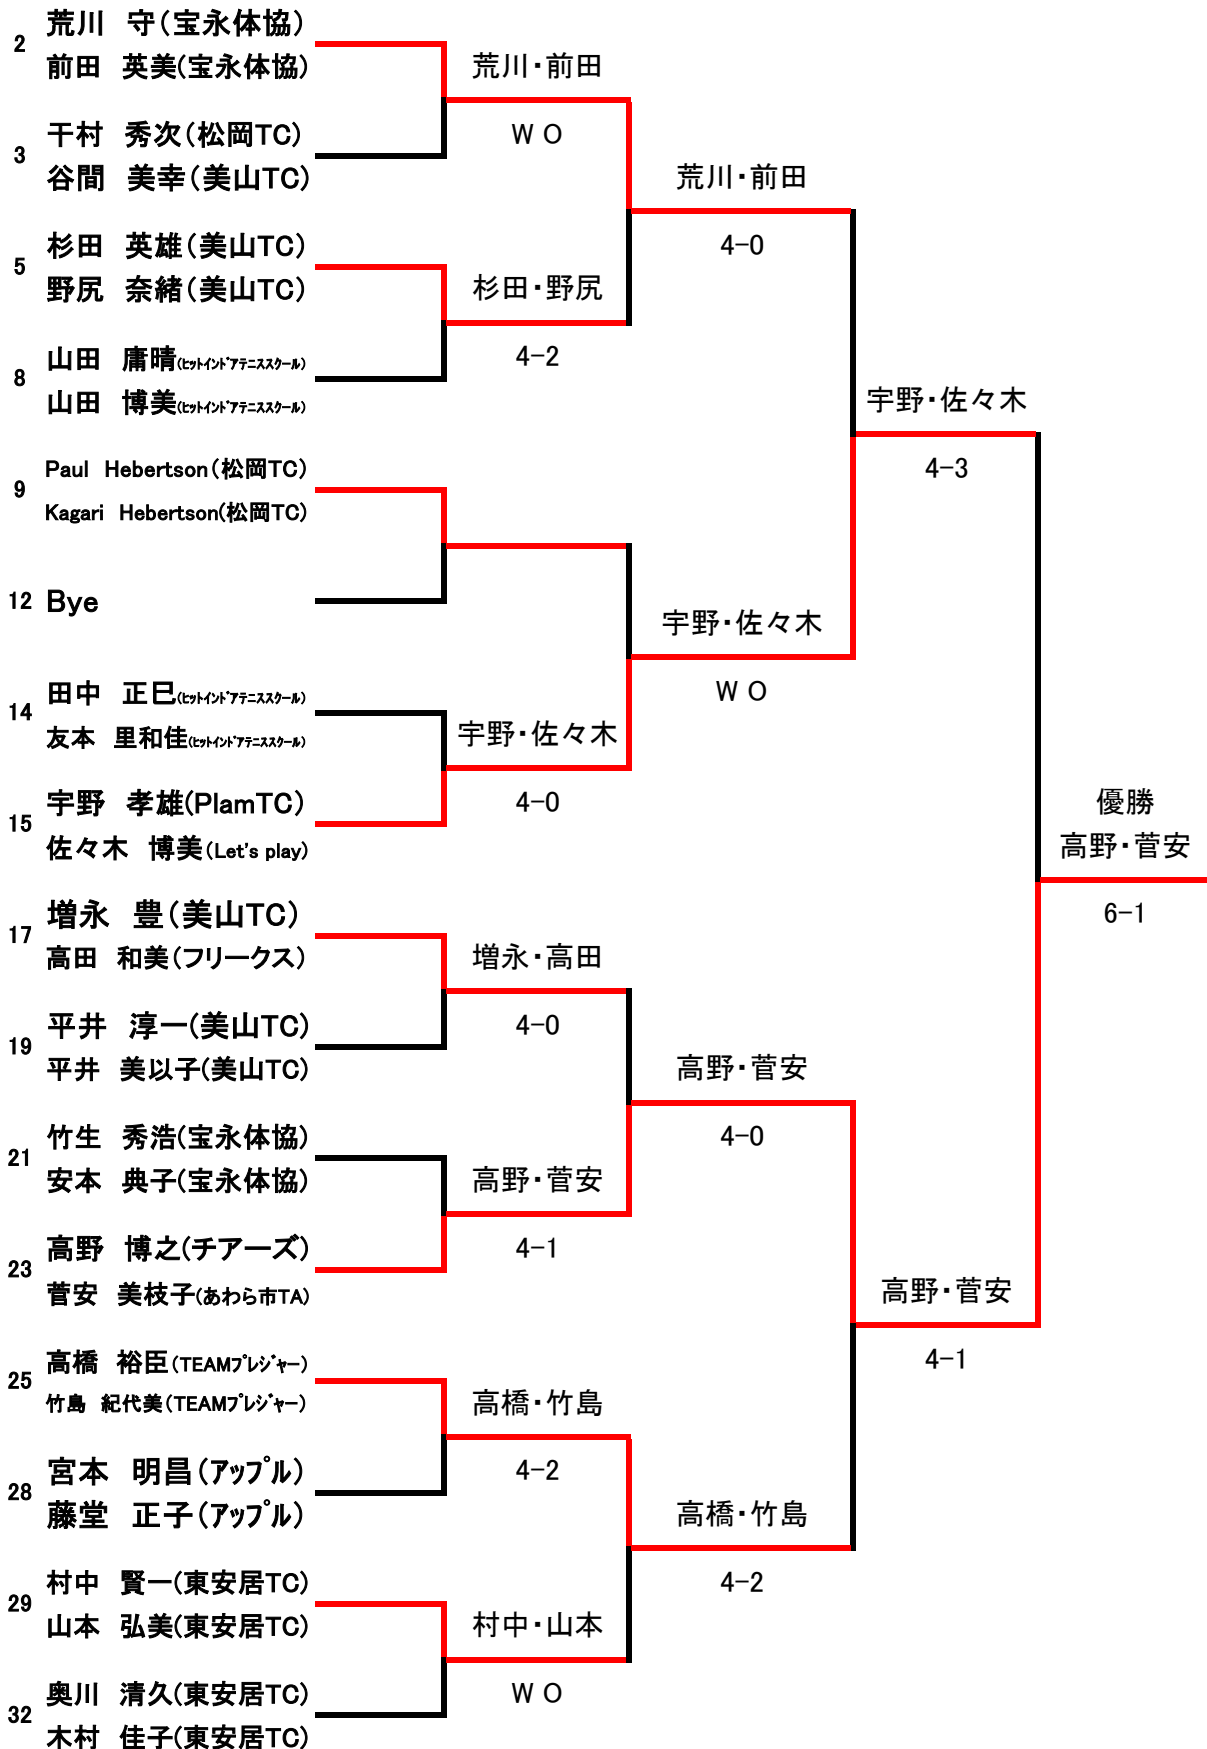 2
荒川　守(宝永体協)
前田　英美(宝永体協)
荒川・前田
ＷＯ
3
干村　秀次(松岡TC)
谷間　美幸(美山TC)
荒川・前田
4-0
5
杉田　英雄(美山TC)
野尻　奈緒(美山TC)
杉田・野尻
4-2
8
山田　庸晴(ﾋｯﾄｲﾝﾄﾞｱﾃﾆｽｽｸｰﾙ)
山田　博美(ﾋｯﾄｲﾝﾄﾞｱﾃﾆｽｽｸｰﾙ)
宇野・佐々木
4-3
9
Paul　Hebertson(松岡TC)
Kagari　Hebertson(松岡TC)
12
Bye
宇野・佐々木
ＷＯ
14
田中　正巳(ﾋｯﾄｲﾝﾄﾞｱﾃﾆｽｽｸｰﾙ)
友本　里和佳(ﾋｯﾄｲﾝﾄﾞｱﾃﾆｽｽｸｰﾙ)
宇野・佐々木
4-0
15
宇野　孝雄(PlamTC)
佐々木　博美(Let's play)
優勝
高野・菅安
6-1
17
増永　豊(美山TC)
高田　和美(フリークス)
増永・高田
4-0
19
平井　淳一(美山TC)
平井　美以子(美山TC)
高野・菅安
4-0
21
竹生　秀浩(宝永体協)
安本　典子(宝永体協)
高野・菅安
4-1
23
高野　博之(チアーズ)
菅安　美枝子(あわら市TA)
高野・菅安
4-1
25
高橋　裕臣(TEAMﾌﾟﾚｼﾞｬｰ)
竹島　紀代美(TEAMﾌﾟﾚｼﾞｬｰ)
高橋・竹島
4-2
28
宮本　明昌(ｱｯﾌﾟﾙ)
藤堂　正子(ｱｯﾌﾟﾙ)
高橋・竹島
4-2
29
村中　賢一(東安居TC)
山本　弘美(東安居TC)
村中・山本
ＷＯ
32
奥川　清久(東安居TC)
木村　佳子(東安居TC)